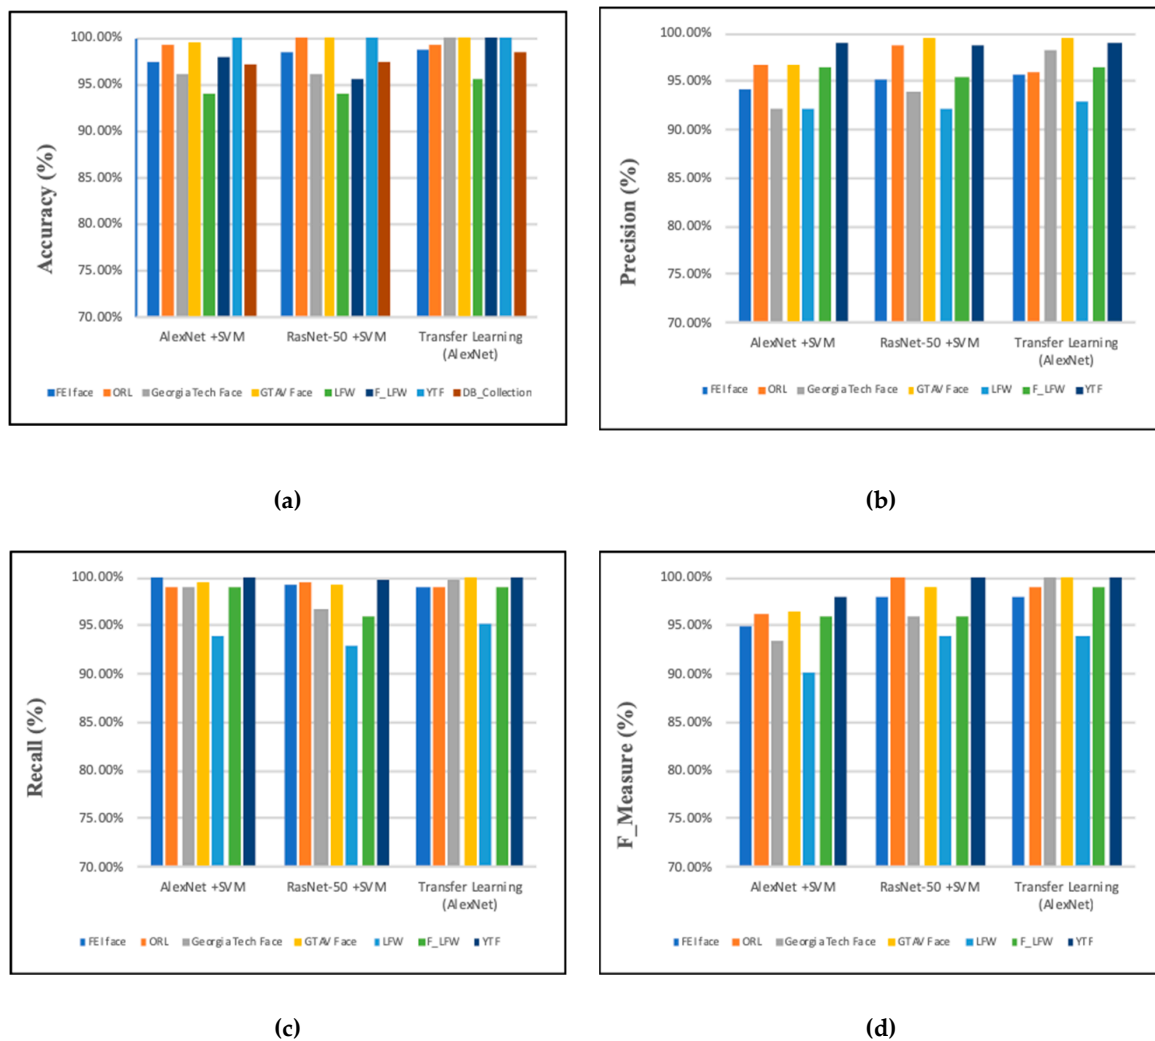 100.00%
95.00%
90.00%
85.00%
80.00%
75.00%
70.00%
Accuracy (%)
AlexNet +SVM RasNet-50 +SVM Transfer Learning
(AlexNet)
FEI face ORL Georgia Tech Face GTAV Face LFW F_LFW YTF DB_Collection
(a)
100.00%
95.00%
90.00%
85.00%
80.00%
75.00%
70.00%
Precision (%)
AlexNet +SVM RasNet-50 +SVM Transfer Learning
(AlexNet)
FEI face ORL Georgia Tech Face GTAV Face LFW F_LFW YTF
(b)
100.00%
95.00%
90.00%
85.00%
80.00%
75.00%
70.00%
Recall (%)
AlexNet +SVM RasNet-50 +SVM Transfer Learning
(AlexNet)
FEI face ORL Georgia Tech Face GTAV Face LFW F_LFW YTF
(c)
100.00%
95.00%
90.00%
85.00%
80.00%
75.00%
70.00%
F_Measure (%)
AlexNet +SVM RasNet-50 +SVM Transfer Learning
(AlexNet)
FEI face ORL Georgia Tech Face GTAV Face LFW F_LFW YTF
(d)